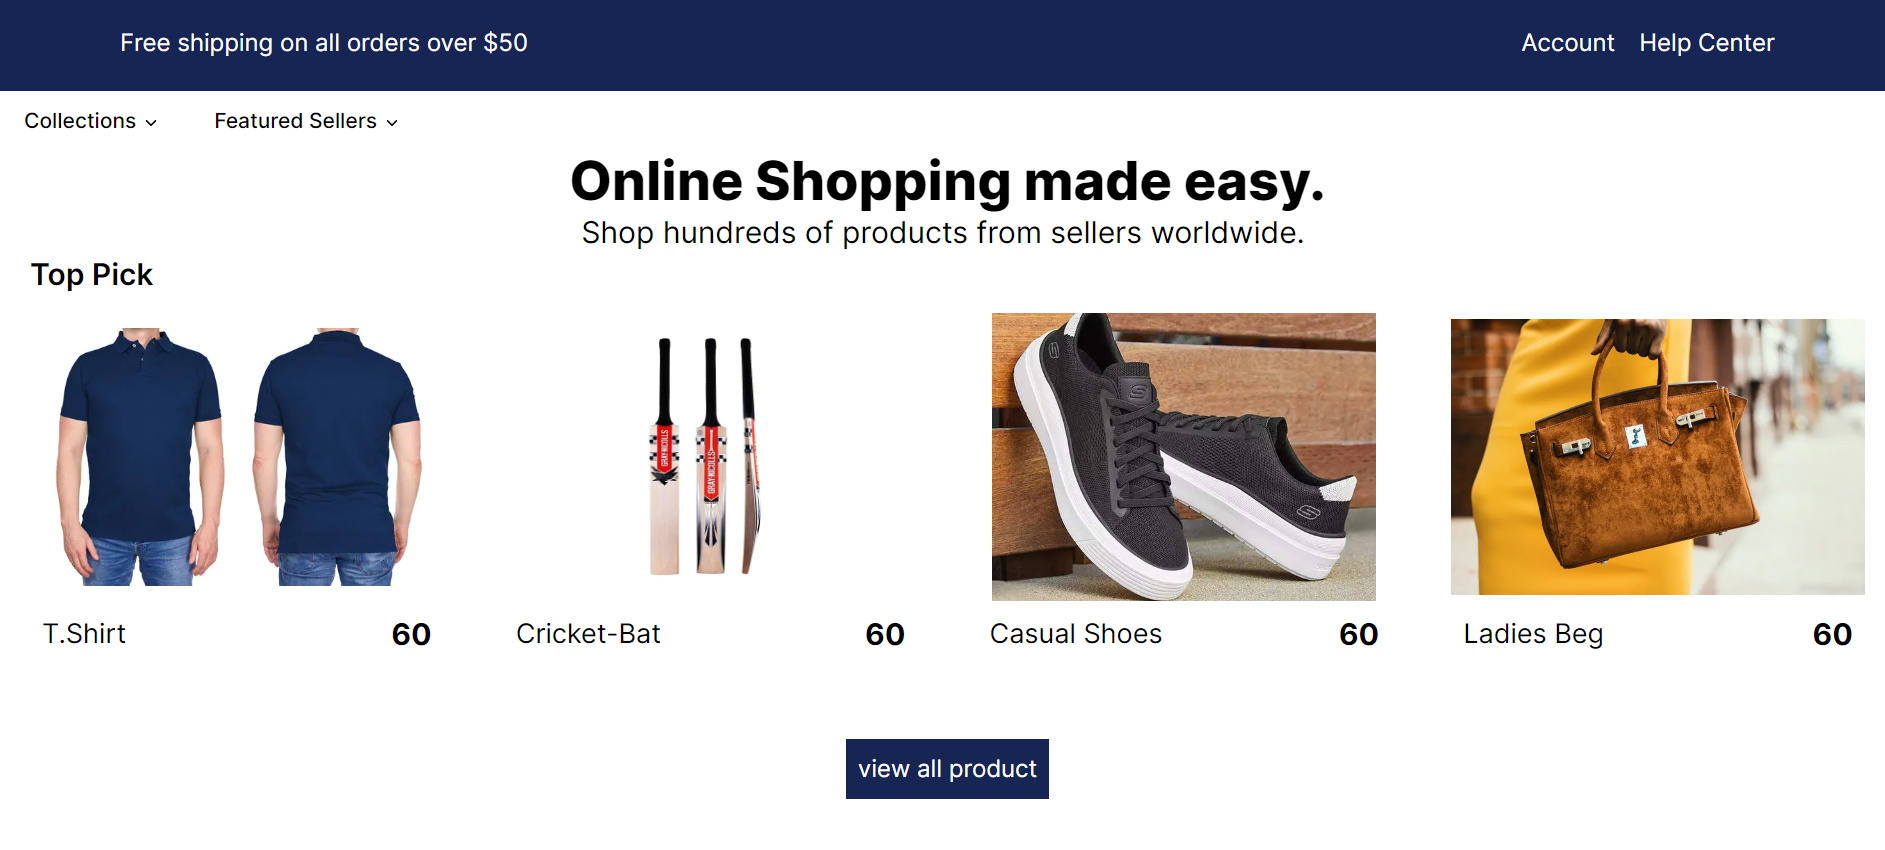 Free shipping on all orders over $50
Account Help Center
Collections
Featured Sellers
Online Shopping made easy.
Shop hundreds of products from sellers worldwide.
Top Pick
GRAY-NICOLLS
GRAY-NICOLLS
T.Shirt 60
Cricket-Bat 60
Casual Shoes 60
Ladies Beg 60
view all product